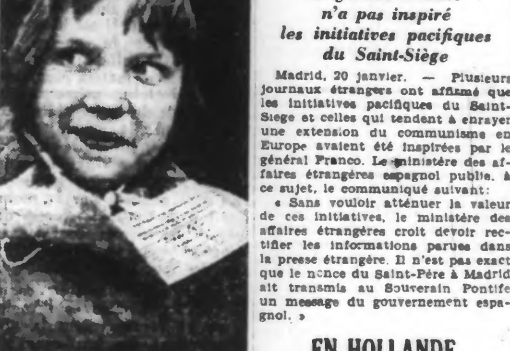 n'a pas inspiré
les initiatives pacifiques
du Saint-Siège
Madrid, 20 janvier. — Plusieurs
journaux étrangers ont affirmé que
les initiatives pacifiques du Saint-
Siège et celles qui tendent à enrayer
une extension du communisme en
Europe avaient été inspirées par le
général Franco. Le ministère des af-
faires étrangères espagnol publie, à
ce sujet, le communiqué suivant:
« Sans vouloir atténuer la valeur
de ces initiatives, le ministère des
affaires étrangères croit devoir rec-
tifier les informations parues dans
la presse étrangère. Il n'est pas exact
que le nonce du Saint-Père à Madrid
ait transmis au Souverain Pontife
un message du gouvernement espa-
gnol. »
EN HOLLANDE